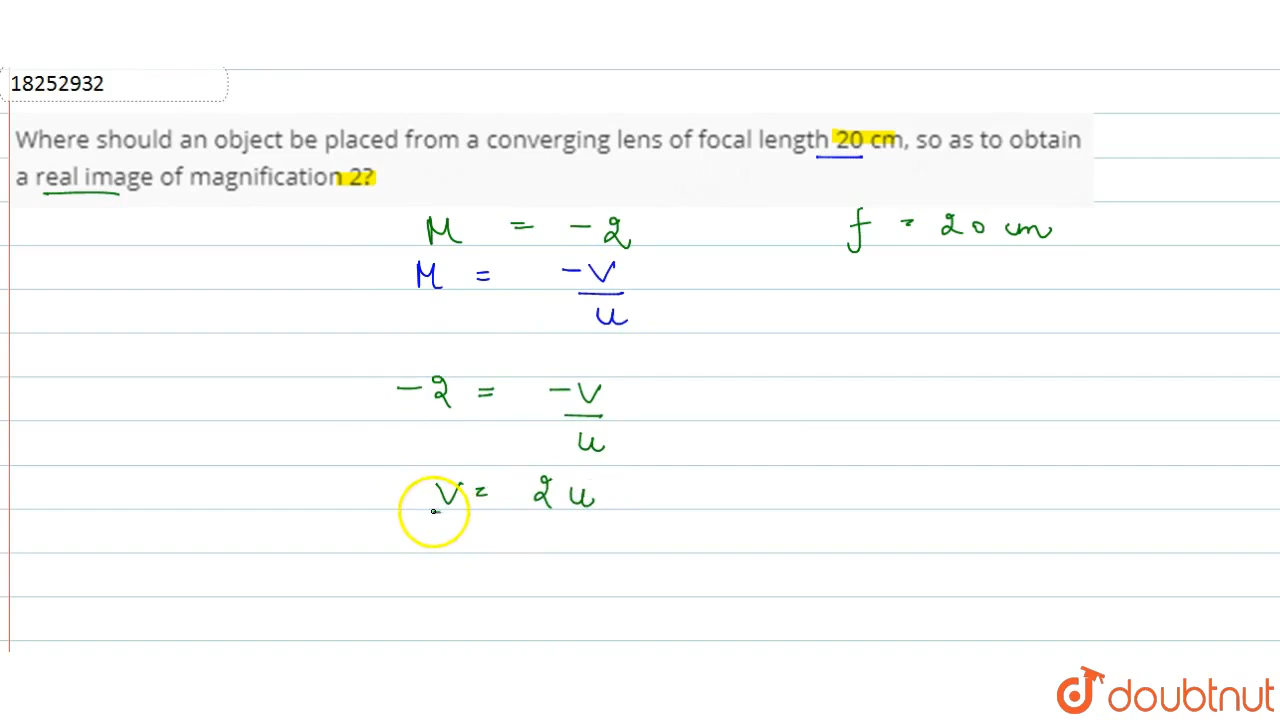 18252932
Where should an object be placed from a converging lens of focal length 20 cm, so as to obtain
a real image of magnification 2?
M = -2 f = 20 cm
M = -v
u
-2 = -v
u
v = 2 u
doubtnut